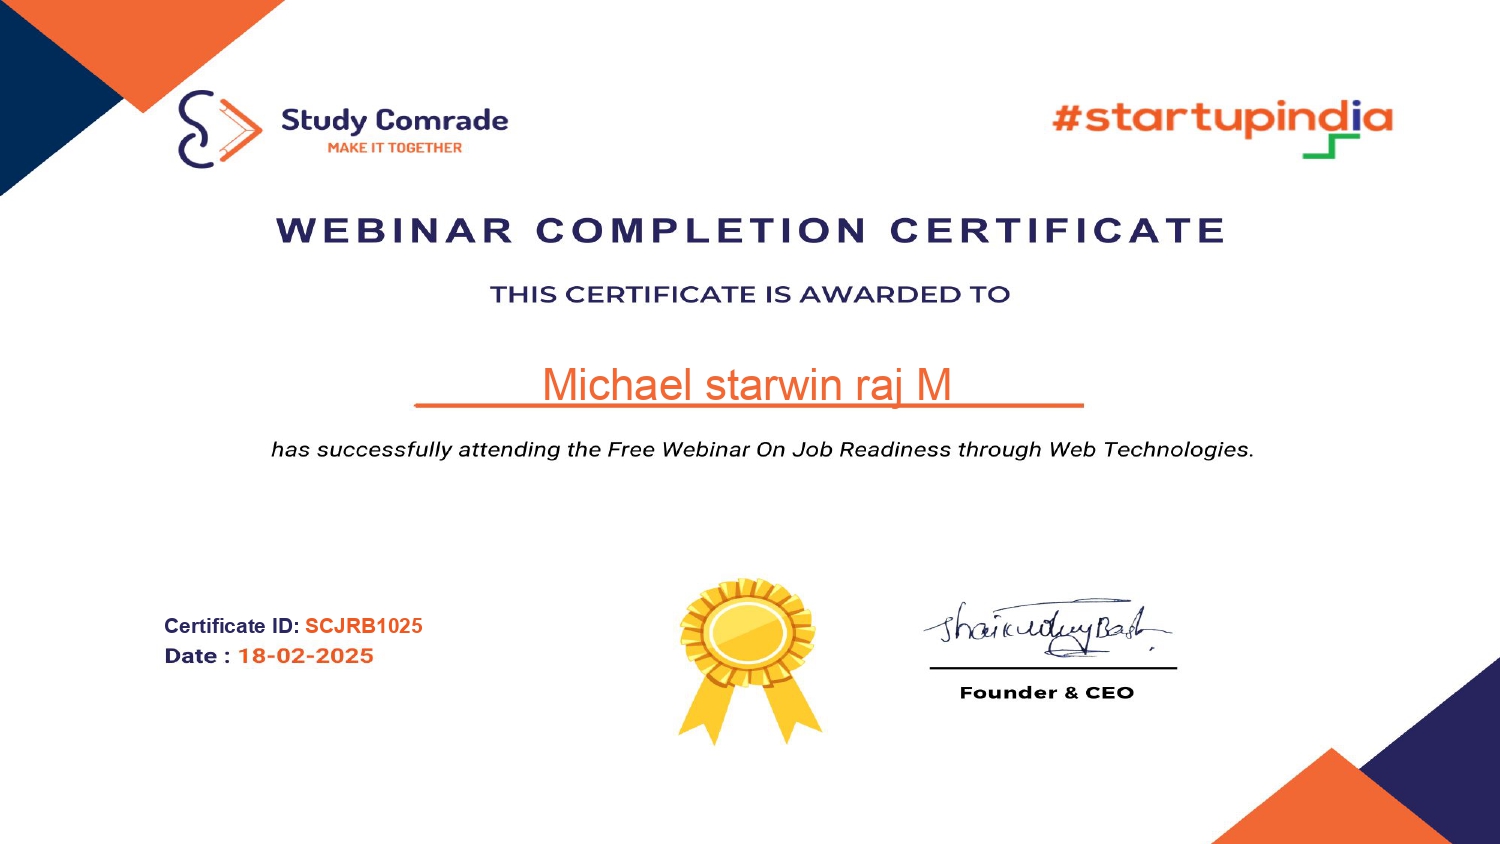 Study Comrade
MAKE IT TOGETHER
#startupindia
WEBINAR COMPLETION CERTIFICATE
THIS CERTIFICATE IS AWARDED TO
Michael starwin raj M
has successfully attending the Free Webinar On Job Readiness through Web Technologies.
Certificate ID: SCJRB1025
Date : 18-02-2025
Founder & CEO